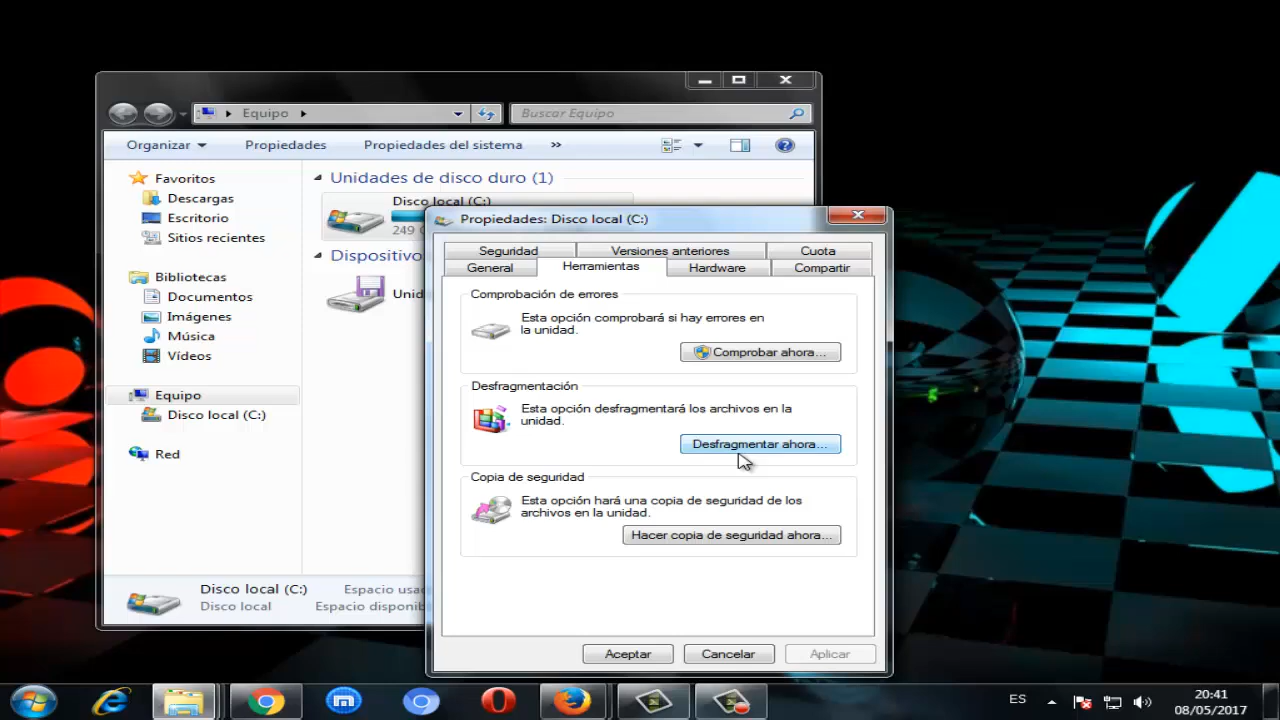 Equipo
Buscar Equipo
Organizar
Propiedades
Propiedades del sistema
»
Favoritos
Descargas
Escritorio
Sitios recientes
Bibliotecas
Documentos
Imágenes
Música
Vídeos
Equipo
Disco local (C:)
Red
Unidades de disco duro (1)
Disco local (C:)
249 G
Dispositivo
Unid
Disco local (C:)
Disco local
Espacio usa
Espacio disponib
Propiedades: Disco local (C:)
Seguridad
Versiones anteriores
Cuota
General
Herramientas
Hardware
Compartir
Comprobación de errores
Esta opción comprobará si hay errores en
la unidad.
Comprobar ahora...
Desfragmentación
Esta opción desfragmentará los archivos en la
unidad.
Desfragmentar ahora...
Copia de seguridad
Esta opción hará una copia de seguridad de los
archivos en la unidad.
Hacer copia de seguridad ahora...
Aceptar
Cancelar
Aplicar
ES
20:41
08/05/2017